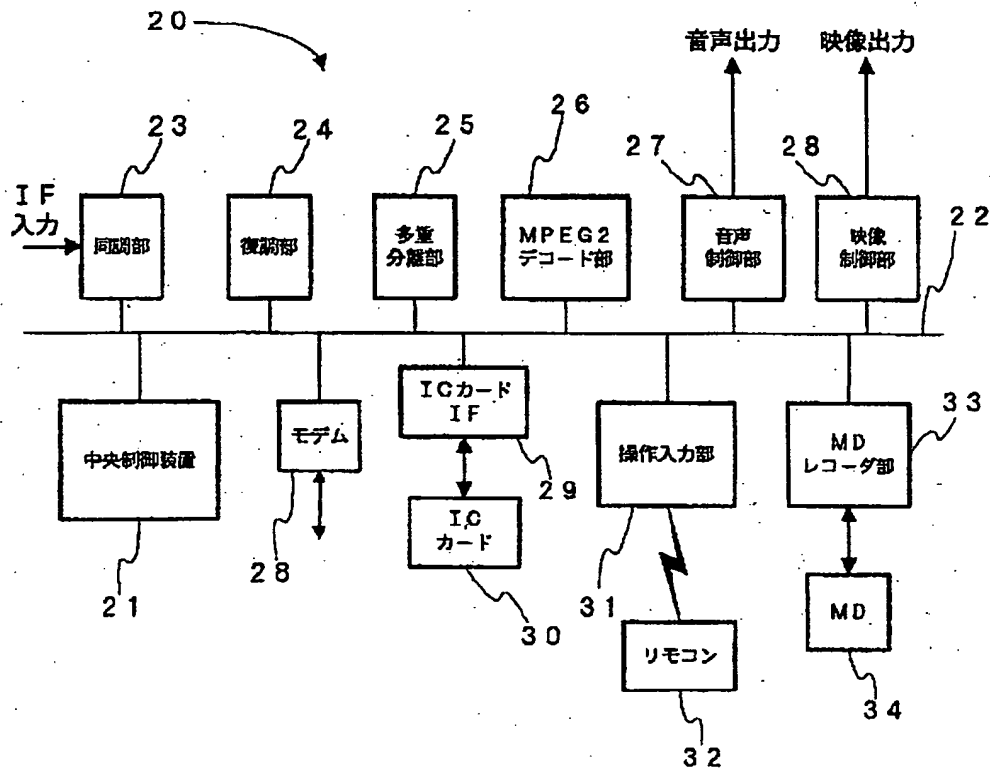 20
音声出力
映像出力
23
24
25
26
27
28
22
IF
入力
同調部
復調部
多重
分離部
MPEG2
デコード部
音声
制御部
映像
制御部
中央制御装置
モデム
ICカード
IF
操作入力部
MD
レコーダ部
33
21
28
29
IC
カード
30
31
リモコン
32
MD
34